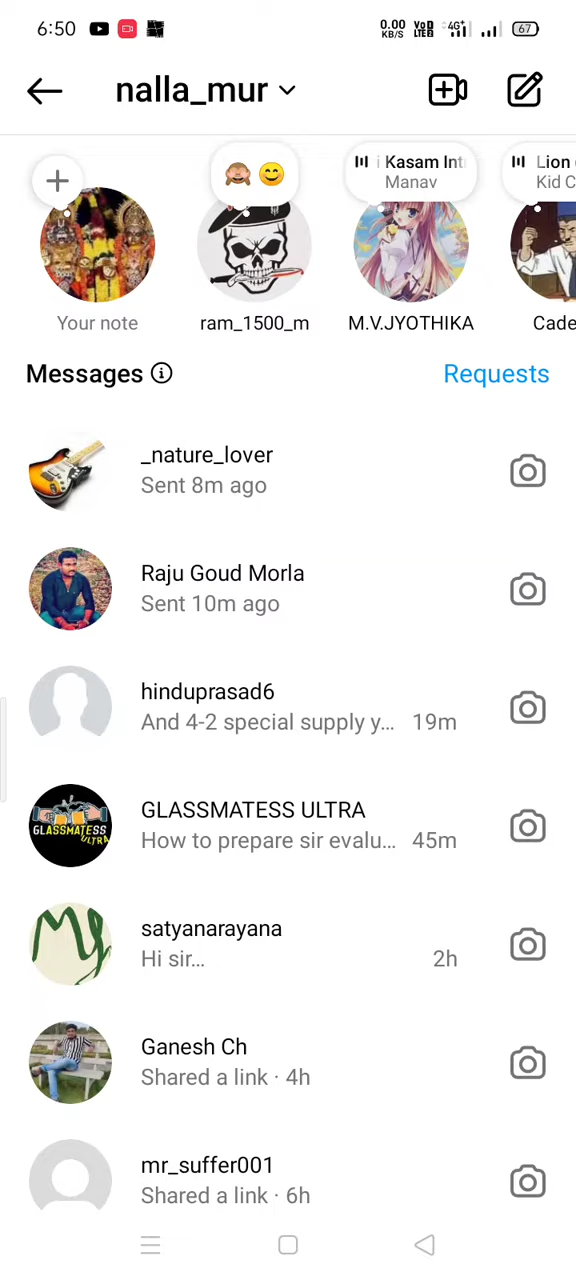 6:50
0.00 KB/S
VoD LTE2
4G+
67
nalla_mur
i Kasam Int
Manav
Lion
Kid C
Your note
ram_1500_m
M.V.JYOTHIKA
Cade
Messages
Requests
_nature_lover
Sent 8m ago
Raju Goud Morla
Sent 10m ago
hinduprasad6
And 4-2 special supply y... 19m
GLASSMATESS ULTRA
GLASSMATESS
ULTRA
How to prepare sir evalu... 45m
satyanarayana
Hi sir... 2h
Ganesh Ch
Shared a link · 4h
mr_suffer001
Shared a link · 6h